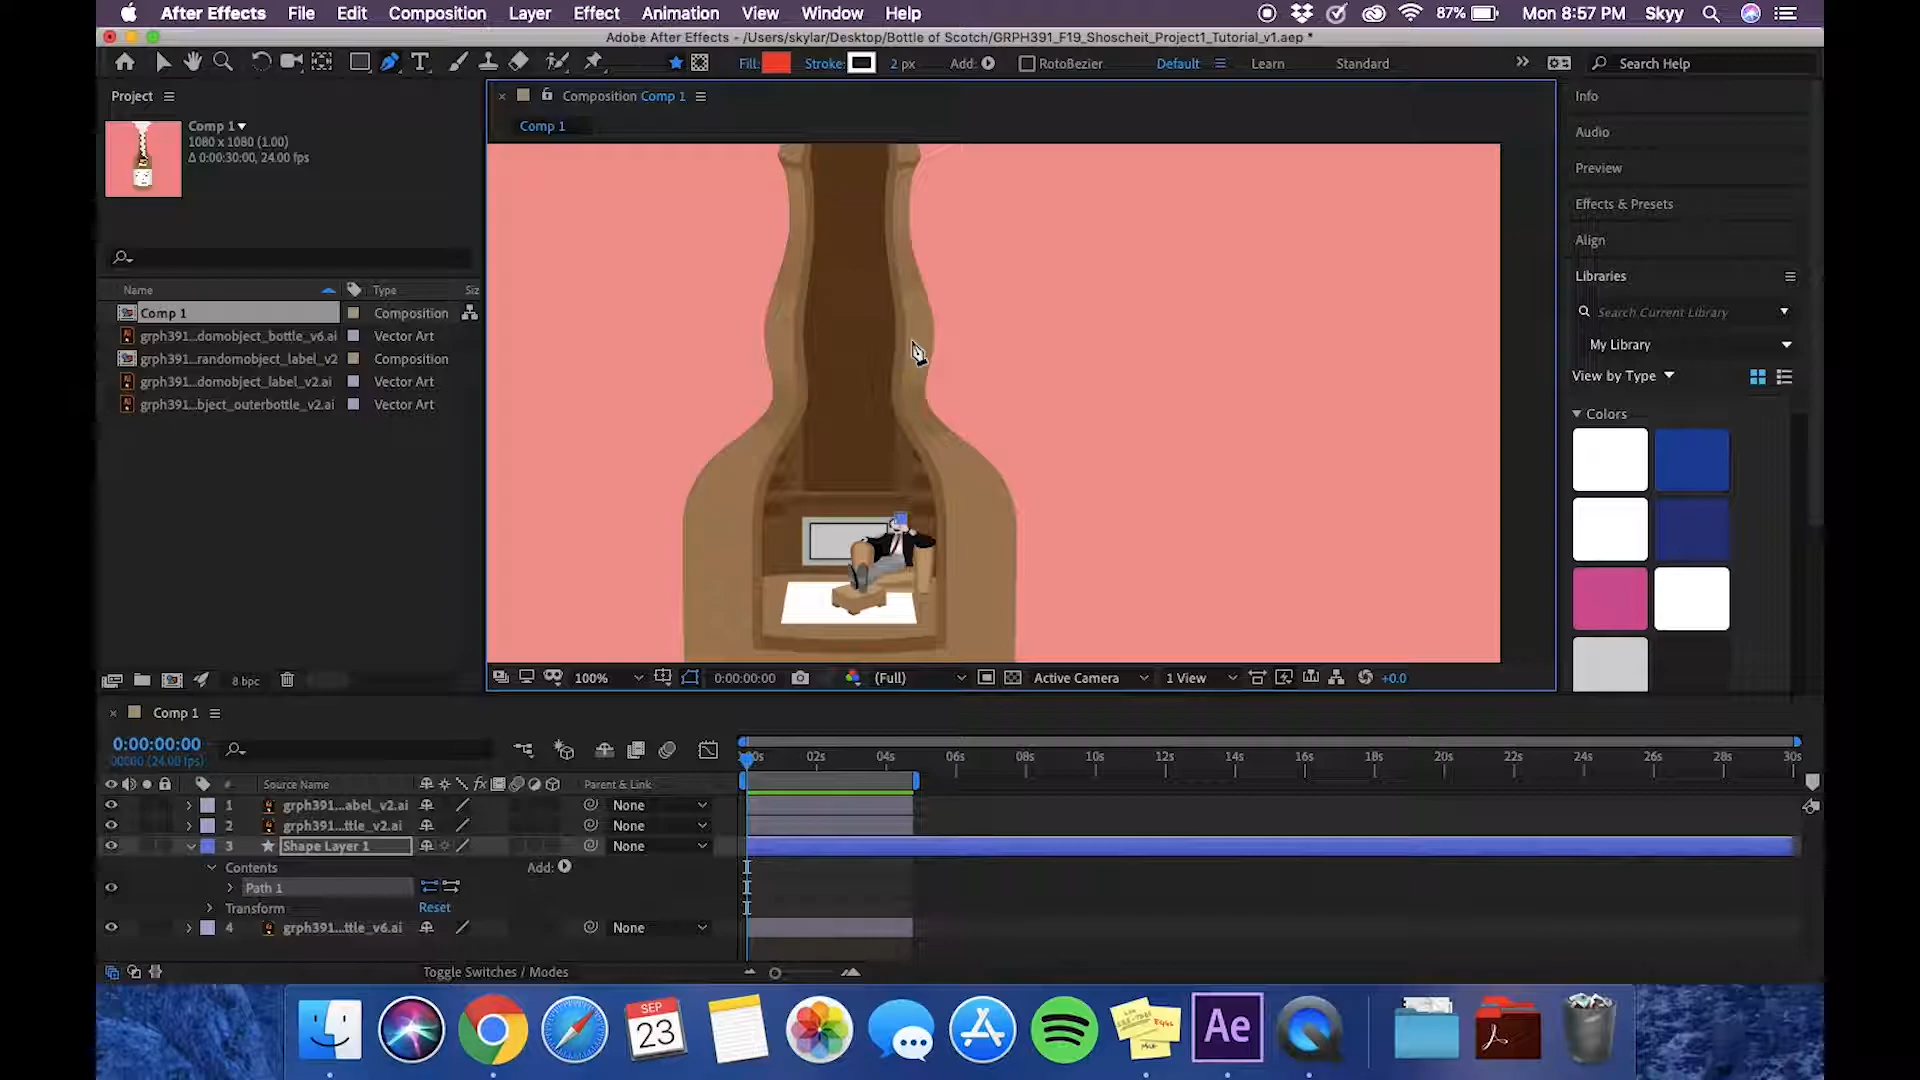 After Effects File Edit Composition Layer Effect Animation View Window Help 87% Mon 8:57 PM Skyy
Adobe After Effects - /Users/skylar/Desktop/Bottle of Scotch/GRPH391_F19_Shoscheit_Project1_Tutorial_v1.aep *
Fill: Stroke: 2 px Add: RotoBezier Default Learn Standard Search Help
Project
Composition Comp 1
Info
Comp 1
1080 x 1080 (1.00)
Δ 0:00:30:00, 24.00 fps
Comp 1
Audio
Preview
Effects & Presets
Align
Libraries
Name Type Siz
Comp 1 Composition
grph391...domobject_bottle_v6.ai Vector Art
grph391...randomobject_label_v2 Composition
grph391...domobject_label_v2.ai Vector Art
grph391...bject_outerbottle_v2.ai Vector Art
Search Current Library
My Library
View by Type
Colors
8 bpc
100% 0:00:00:00 (Full) Active Camera 1 View +0.0
Comp 1
0:00:00:00
00000 (24.00 fps)
02s 04s 06s 08s 10s 12s 14s 16s 18s 20s 22s 24s 26s 28s 30s
# Source Name Parent & Link
1 grph391...abel_v2.ai None
2 grph391...ttle_v2.ai None
3 Shape Layer 1 None
Contents Add:
Path 1
Transform Reset
4 grph391...ttle_v6.ai None
Toggle Switches / Modes
SEP
23
Ae